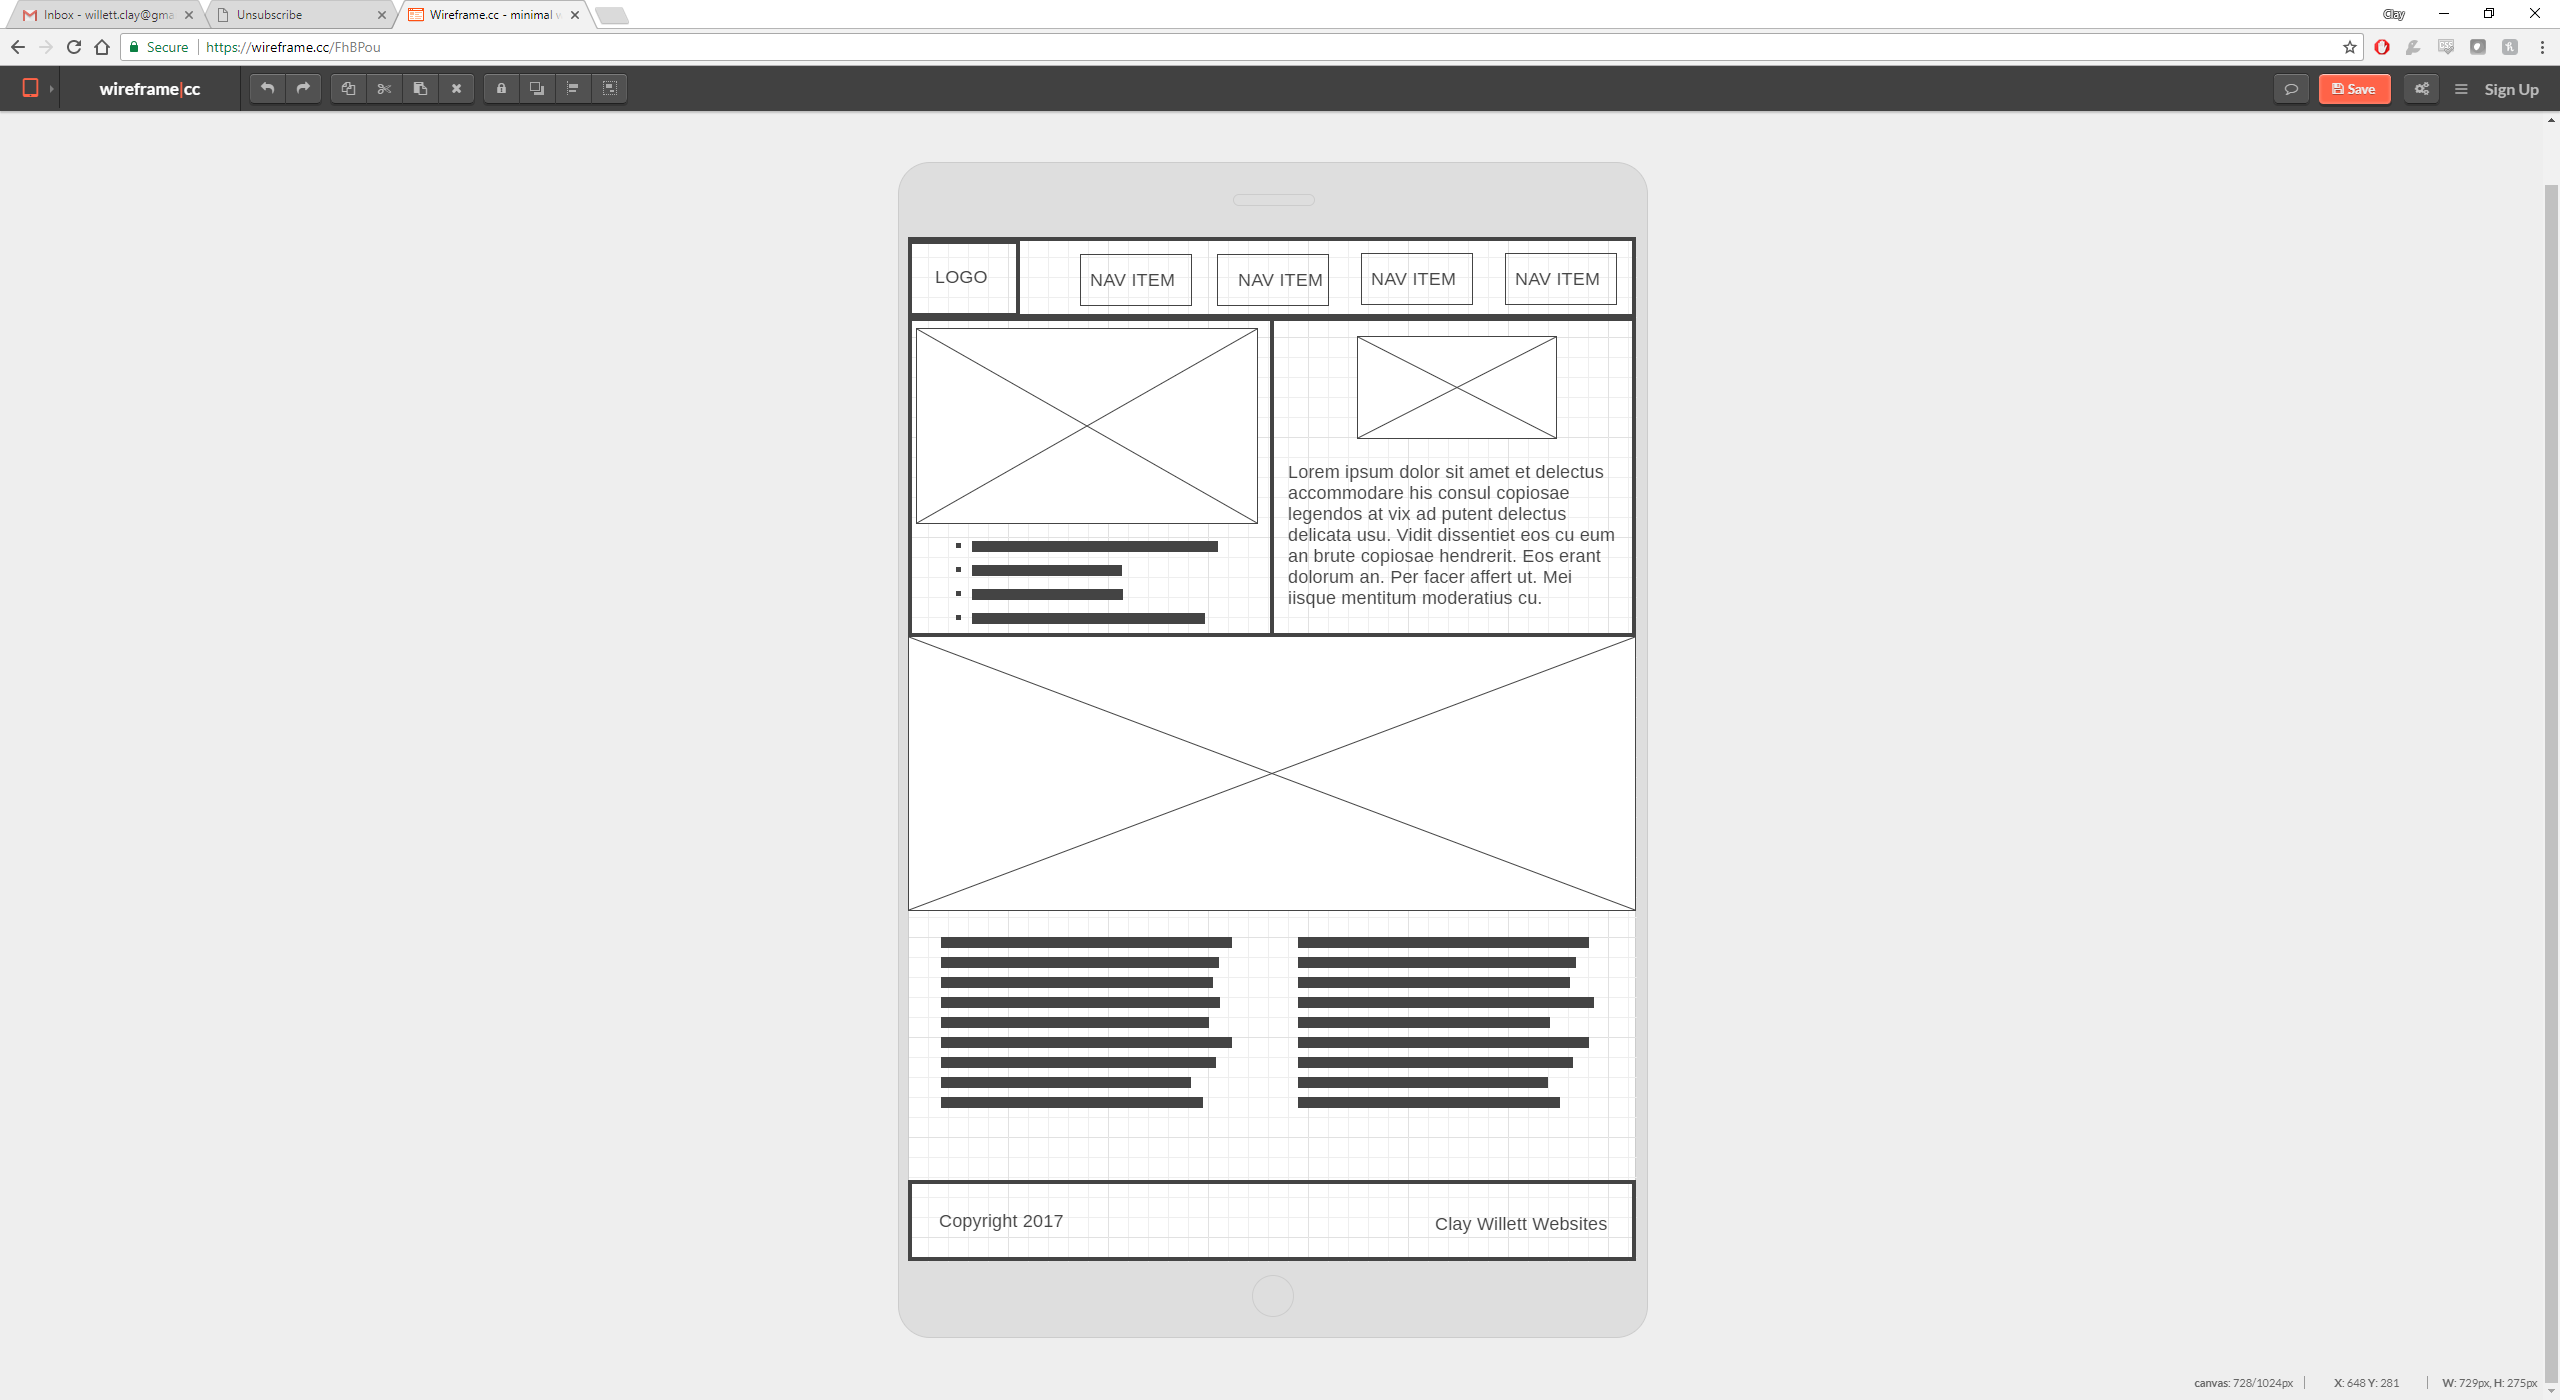 Inbox - willett.clay@gma
Unsubscribe
Wireframe.cc - minimal w
Clay
Secure
https://wireframe.cc/FhBPou
wireframe|cc
Save
Sign Up
LOGO
NAV ITEM
NAV ITEM
NAV ITEM
NAV ITEM
Lorem ipsum dolor sit amet et delectus
accommodare his consul copiosae
legendos at vix ad putent delectus
delicata usu. Vidit dissentiet eos cu eum
an brute copiosae hendrerit. Eos erant
dolorum an. Per facer affert ut. Mei
iisque mentitum moderatius cu.
Copyright 2017
Clay Willett Websites
canvas: 728/1024px
X: 648 Y: 281
W: 729px, H: 275px